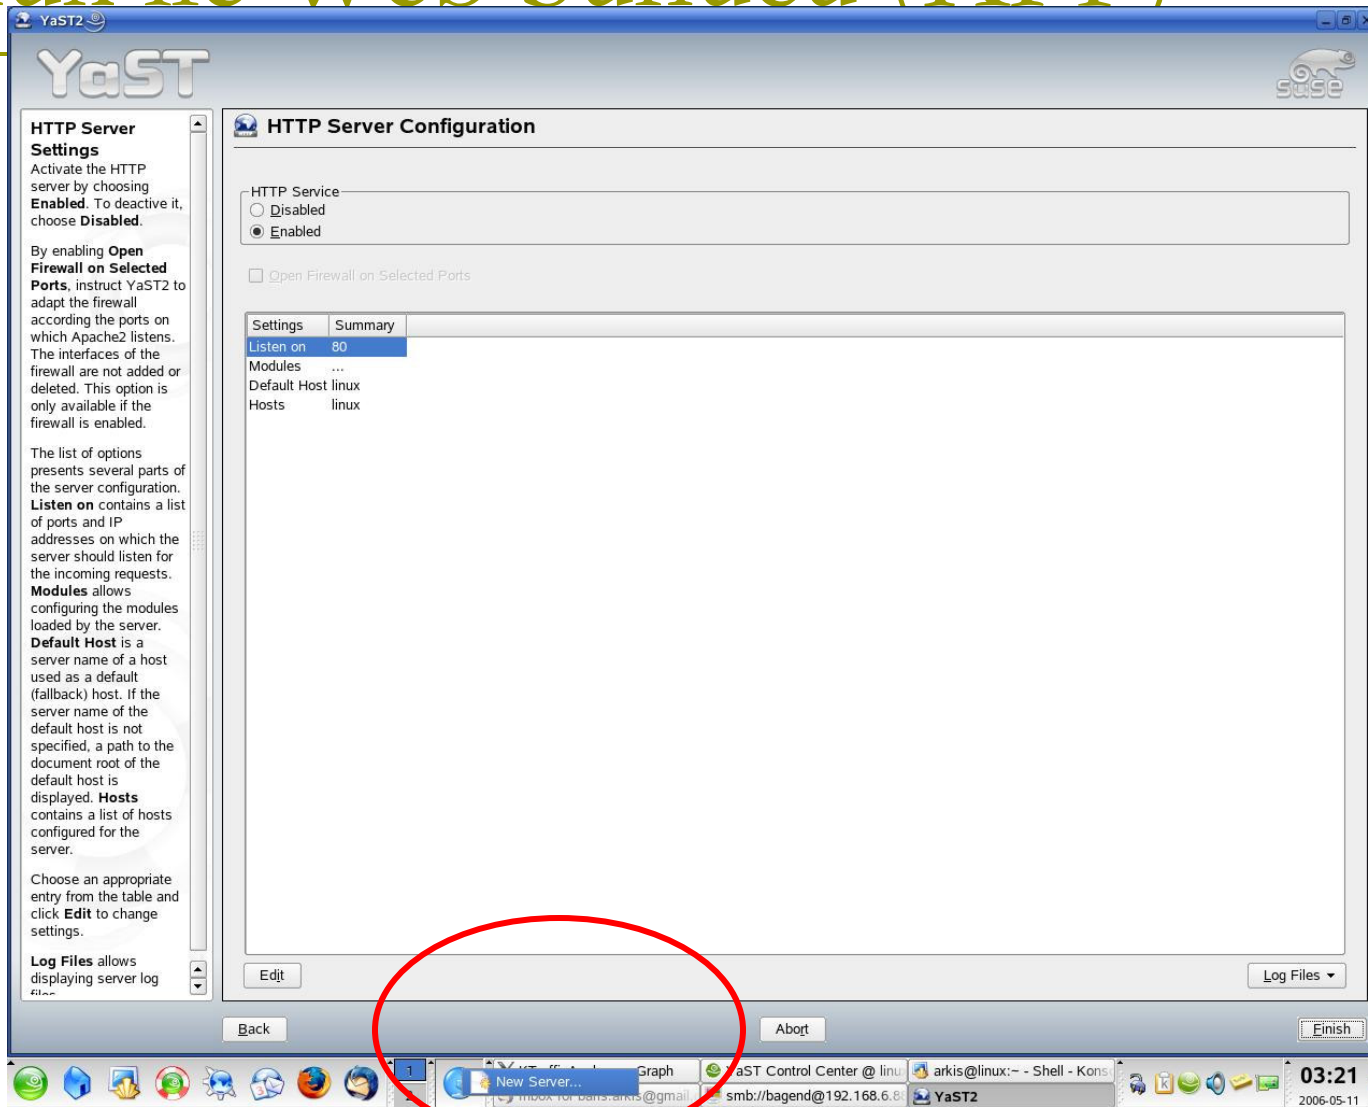 YaST2
YaST
suse
HTTP Server
Settings
Activate the HTTP
server by choosing
Enabled. To deactive it,
choose Disabled.
By enabling Open
Firewall on Selected
Ports, instruct YaST2 to
adapt the firewall
according the ports on
which Apache2 listens.
The interfaces of the
firewall are not added or
deleted. This option is
only available if the
firewall is enabled.
The list of options
presents several parts of
the server configuration.
Listen on contains a list
of ports and IP
addresses on which the
server should listen for
the incoming requests.
Modules allows
configuring the modules
loaded by the server.
Default Host is a
server name of a host
used as a default
(fallback) host. If the
server name of the
default host is not
specified, a path to the
document root of the
default host is
displayed. Hosts
contains a list of hosts
configured for the
server.
Choose an appropriate
entry from the table and
click Edit to change
settings.
Log Files allows
displaying server log
HTTP Server Configuration
HTTP Service
Disabled
Enabled
Open Firewall on Selected Ports
Settings Summary
Listen on 80
Modules ...
Default Host linux
Hosts linux
Edit
Log Files
Back
Abort
Finish
1
New Server...
Graph
YaST Control Center @ linu
arkis@linux:~ - Shell - Kons
smb://bagend@192.168.6.8
YaST2
03:21
2006-05-11